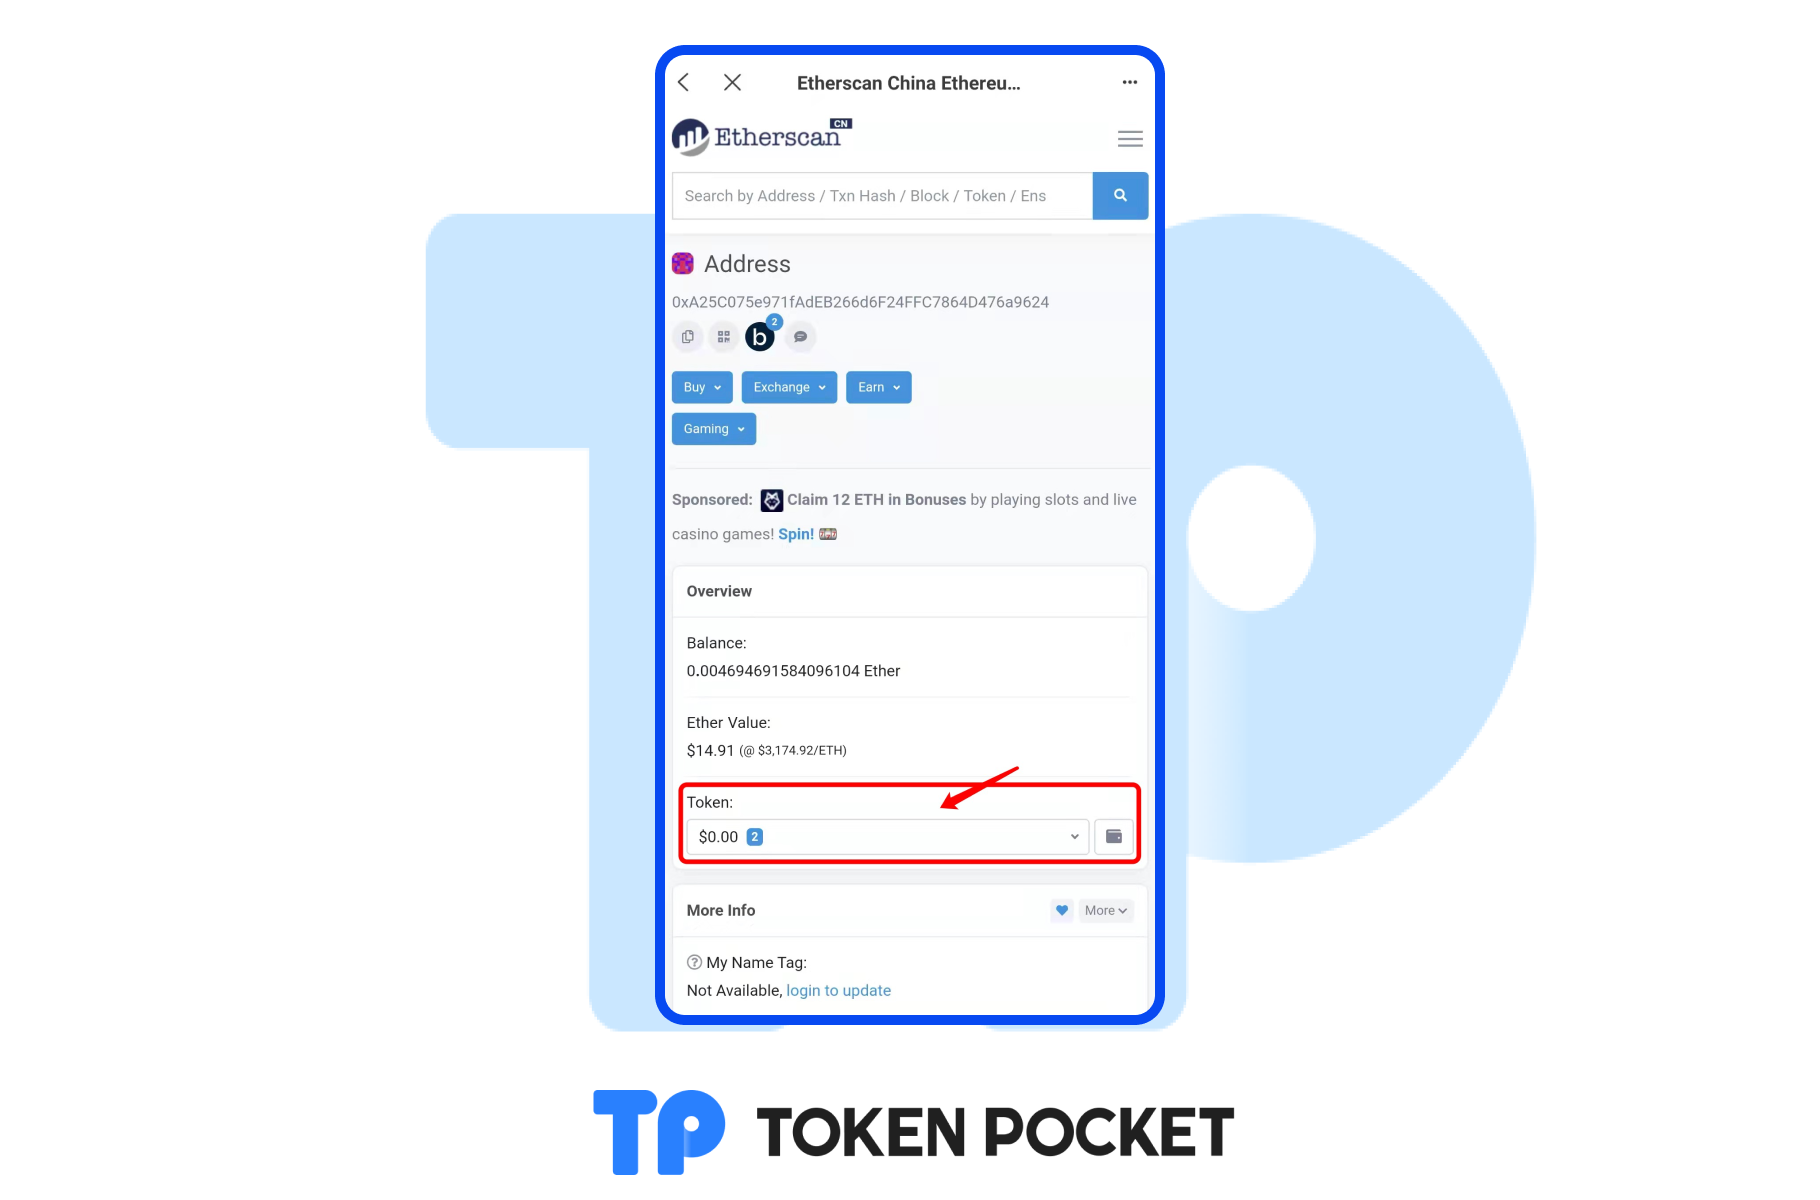 Etherscan China Ethereu...
Etherscan CN
Search by Address / Txn Hash / Block / Token / Ens
Address
0xA25C075e971fAdEB266d6F24FFC7864D476a9624
b 2
Buy Exchange Earn
Gaming
Sponsored: Claim 12 ETH in Bonuses by playing slots and live
casino games! Spin!
Overview
Balance:
0.004694691584096104 Ether
Ether Value:
$14.91 (@ $3,174.92/ETH)
Token:
$0.00 2
More Info More
My Name Tag:
Not Available, login to update
TP TOKEN POCKET